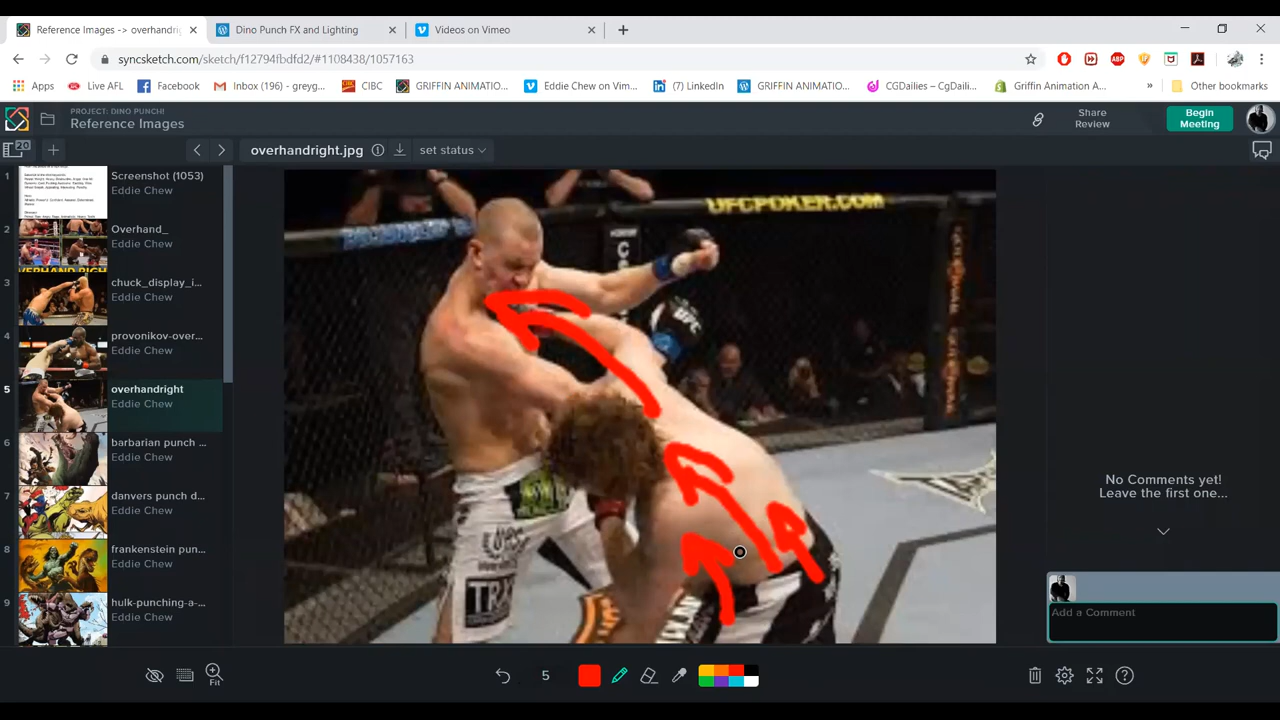 Reference Images -> overhandri
Dino Punch FX and Lighting
Videos on Vimeo
syncsketch.com/sketch/f12794fbdfd2/#1108438/1057163
Apps
Live AFL
Facebook
Inbox (196) - greyg...
CIBC
GRIFFIN ANIMATIO...
Eddie Chew on Vim...
(7) LinkedIn
GRIFFIN ANIMATIO...
CGDailies – CgDaili...
Griffin Animation A...
»
Other bookmarks
PROJECT: DINO PUNCH!
Reference Images
Share
Review
Begin
Meeting
20
overhandright.jpg
set status
1
Screenshot (1053)
Eddie Chew
2
Overhand_
Eddie Chew
3
chuck_display_i...
Eddie Chew
4
provonikov-over...
Eddie Chew
5
overhandright
Eddie Chew
6
barbarian punch ...
Eddie Chew
7
danvers punch d...
Eddie Chew
8
frankenstein pun...
Eddie Chew
9
hulk-punching-a-...
Eddie Chew
UFCPOKER.COM
UFC
No Comments yet!
Leave the first one...
Add a Comment
Fit
5